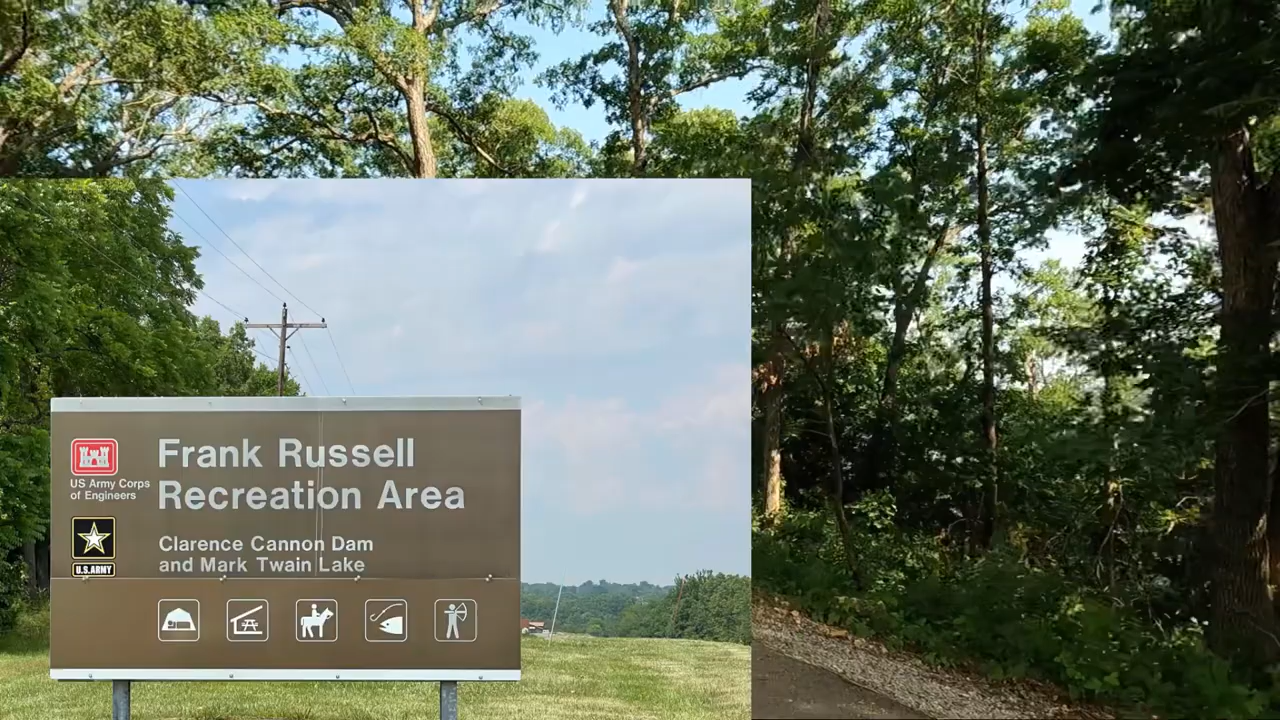 Frank Russell
Recreation Area
US Army Corps
of Engineers
Clarence Cannon Dam
and Mark Twain Lake
U.S.ARMY